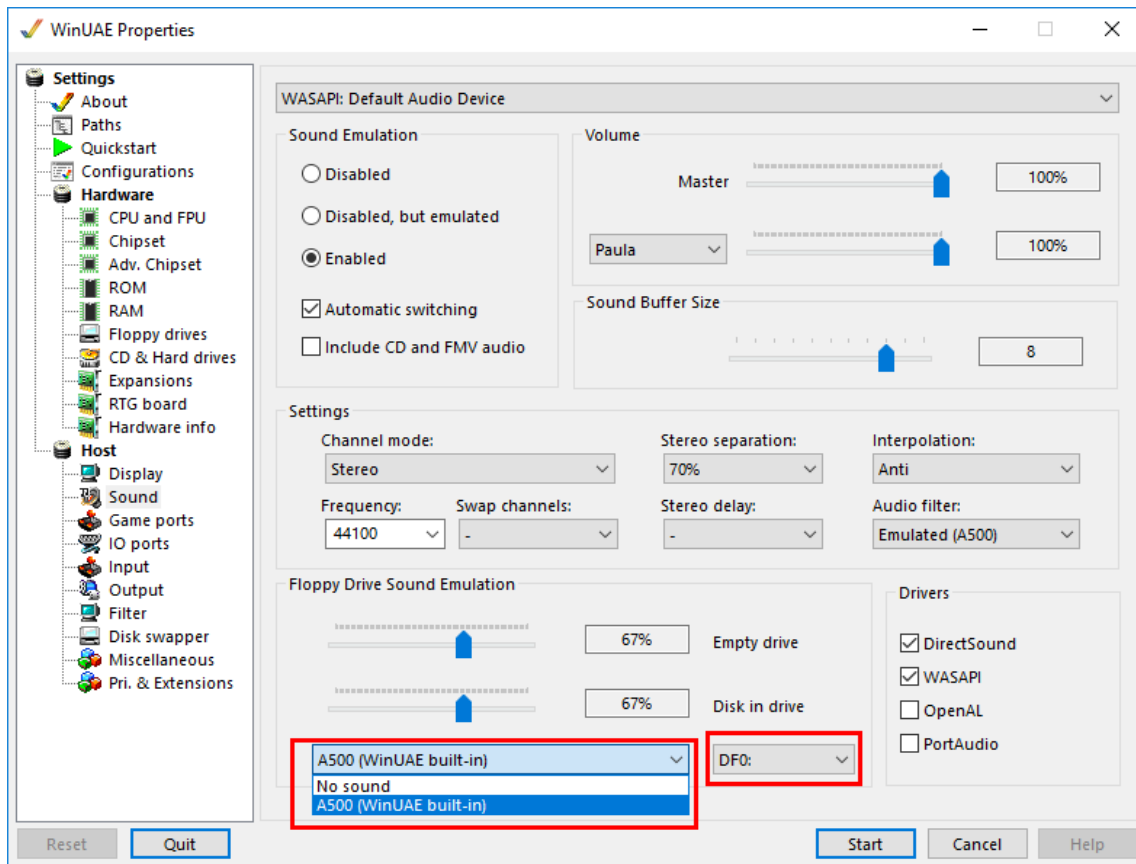 WinUAE Properties
Settings
About
Paths
Quickstart
Configurations
Hardware
CPU and FPU
Chipset
Adv. Chipset
ROM
RAM
Floppy drives
CD & Hard drives
Expansions
RTG board
Hardware info
Host
Display
Sound
Game ports
IO ports
Input
Output
Filter
Disk swapper
Miscellaneous
Pri. & Extensions
WASAPI: Default Audio Device
Sound Emulation
Disabled
Disabled, but emulated
Enabled
Automatic switching
Include CD and FMV audio
Volume
Master
100%
Paula
100%
Sound Buffer Size
8
Settings
Channel mode:
Stereo separation:
Interpolation:
Stereo
70%
Anti
Frequency:
Swap channels:
Stereo delay:
Audio filter:
44100
-
-
Emulated (A500)
Floppy Drive Sound Emulation
67%
Empty drive
67%
Disk in drive
A500 (WinUAE built-in)
DF0:
No sound
A500 (WinUAE built-in)
Drivers
DirectSound
WASAPI
OpenAL
PortAudio
Reset
Quit
Start
Cancel
Help